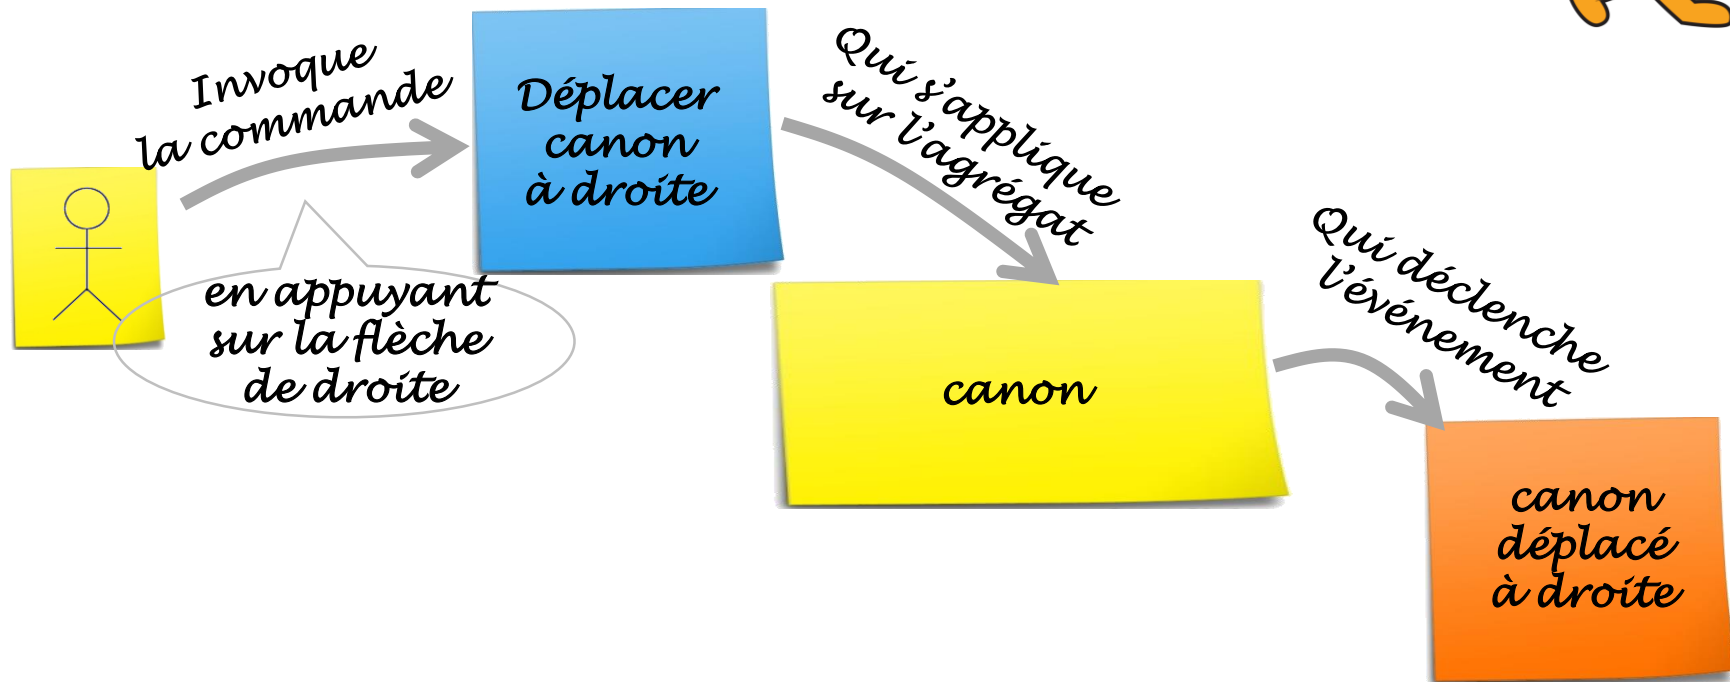 Invoque
la commande
Déplacer
canon
à droite
en appuyant
sur la flèche
de droite
Qui s'applique
sur l'agrégat
canon
Qui déclenche
l'événement
canon
déplacé
à droite